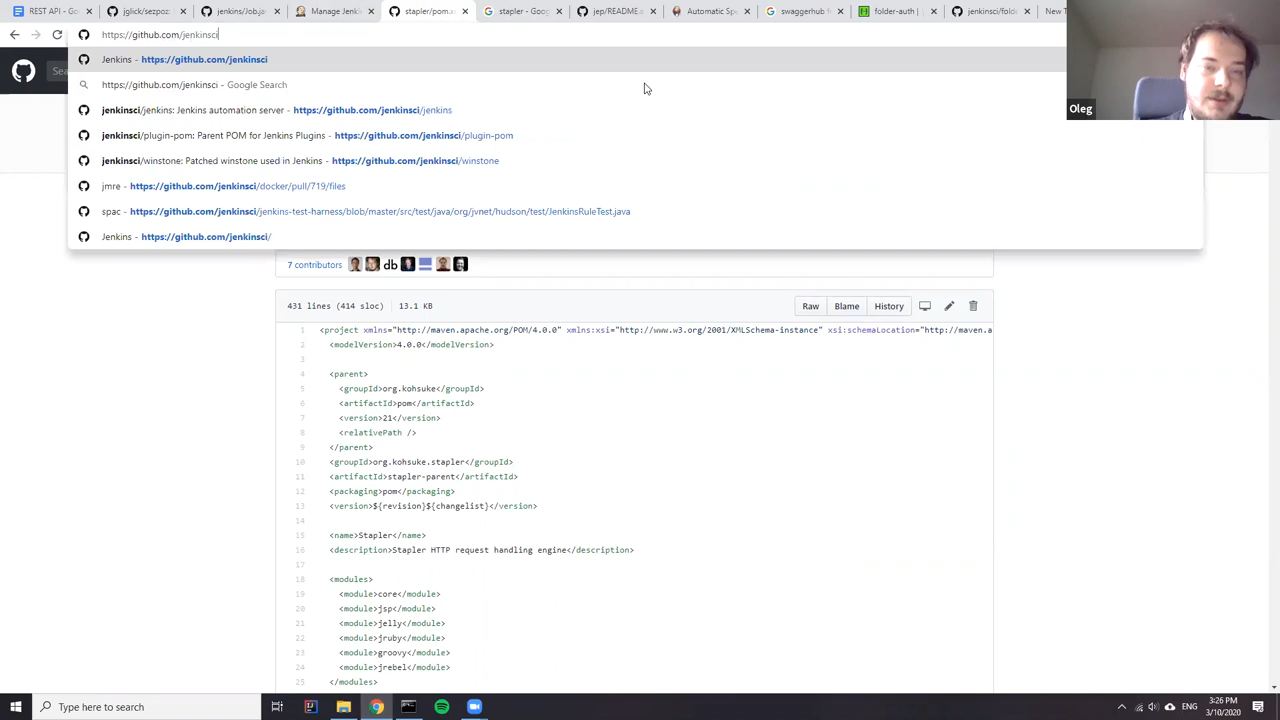 REST API - G
jglick/sezpoz
jenkins/Job.ja
Manage Jenki
stapler/pom.x
stapler - Goog
jep/README.a
Automatic Spe
swaggerhub f
folder-auth |
jenkinsci/folde
New T
https://github.com/jenkinsci
Sea
Jenkins - https://github.com/jenkinsci
https://github.com/jenkinsci - Google Search
jenkinsci/jenkins: Jenkins automation server - https://github.com/jenkinsci/jenkins
jenkinsci/plugin-pom: Parent POM for Jenkins Plugins - https://github.com/jenkinsci/plugin-pom
jenkinsci/winstone: Patched winstone used in Jenkins - https://github.com/jenkinsci/winstone
jmre - https://github.com/jenkinsci/docker/pull/719/files
spac - https://github.com/jenkinsci/jenkins-test-harness/blob/master/src/test/java/org/jvnet/hudson/test/JenkinsRuleTest.java
Jenkins - https://github.com/jenkinsci/
Oleg
7 contributors db
431 lines (414 sloc) 13.1 KB Raw Blame History
1 <project xmlns="http://maven.apache.org/POM/4.0.0" xmlns:xsi="http://www.w3.org/2001/XMLSchema-instance" xsi:schemaLocation="http://maven.a
2 <modelVersion>4.0.0</modelVersion>
3
4 <parent>
5 <groupId>org.kohsuke</groupId>
6 <artifactId>pom</artifactId>
7 <version>21</version>
8 <relativePath />
9 </parent>
10 <groupId>org.kohsuke.stapler</groupId>
11 <artifactId>stapler-parent</artifactId>
12 <packaging>pom</packaging>
13 <version>${revision}${changelist}</version>
14
15 <name>Stapler</name>
16 <description>Stapler HTTP request handling engine</description>
17
18 <modules>
19 <module>core</module>
20 <module>jsp</module>
21 <module>jelly</module>
22 <module>jruby</module>
23 <module>groovy</module>
24 <module>jrebel</module>
25 </modules>
Type here to search
ENG
3:26 PM
3/10/2020